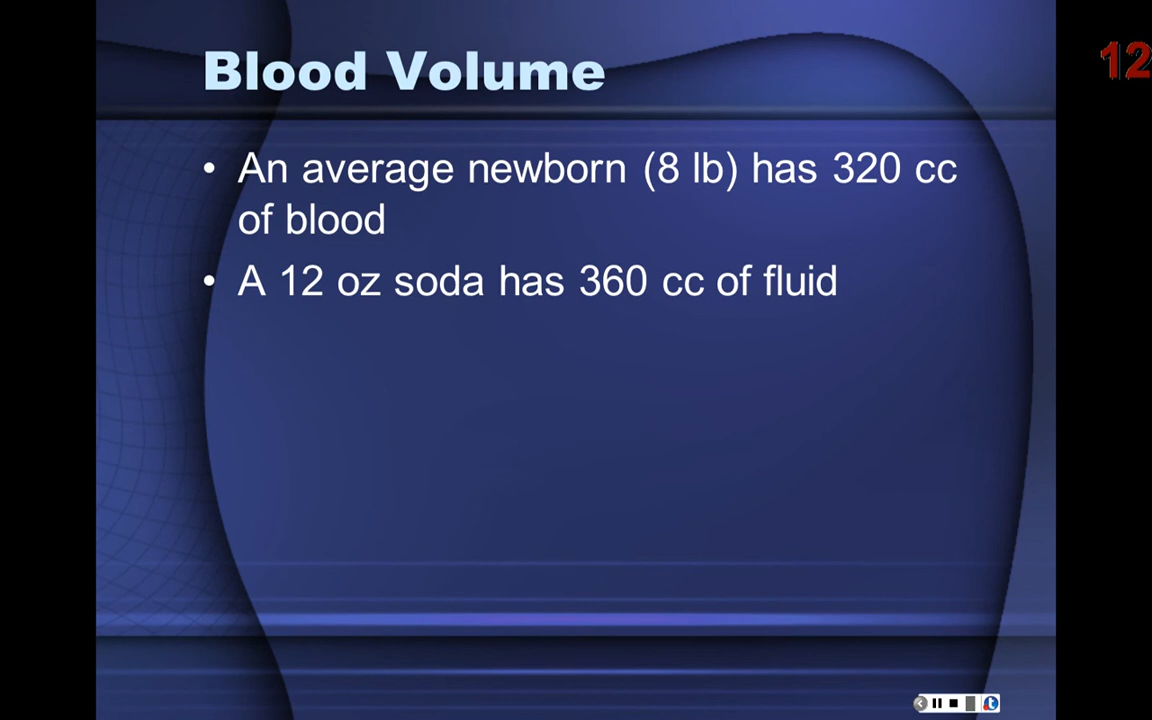 Blood Volume
12
• An average newborn (8 lb) has 320 cc
of blood
• A 12 oz soda has 360 cc of fluid